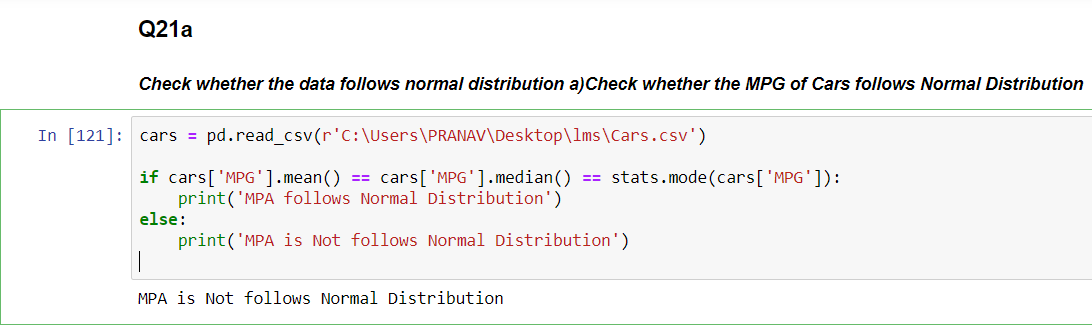 Q21a
Check whether the data follows normal distribution a)Check whether the MPG of Cars follows Normal Distribution
In [121]: cars = pd.read_csv(r'C:\Users\PRANAV\Desktop\lms\Cars.csv')
if cars['MPG'].mean() == cars['MPG'].median() == stats.mode(cars['MPG']):
    print('MPA follows Normal Distribution')
else:
    print('MPA is Not follows Normal Distribution')
MPA is Not follows Normal Distribution